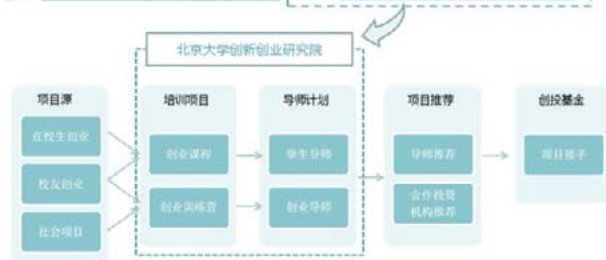 北京大学创新创业研究院
项目源
培训项目
导师计划
项目推荐
创投基金
在校生创业
校友创业
社会项目
创业课程
创业训练营
学生导师
创业导师
导师推荐
合作投资
机构推荐
项目接手